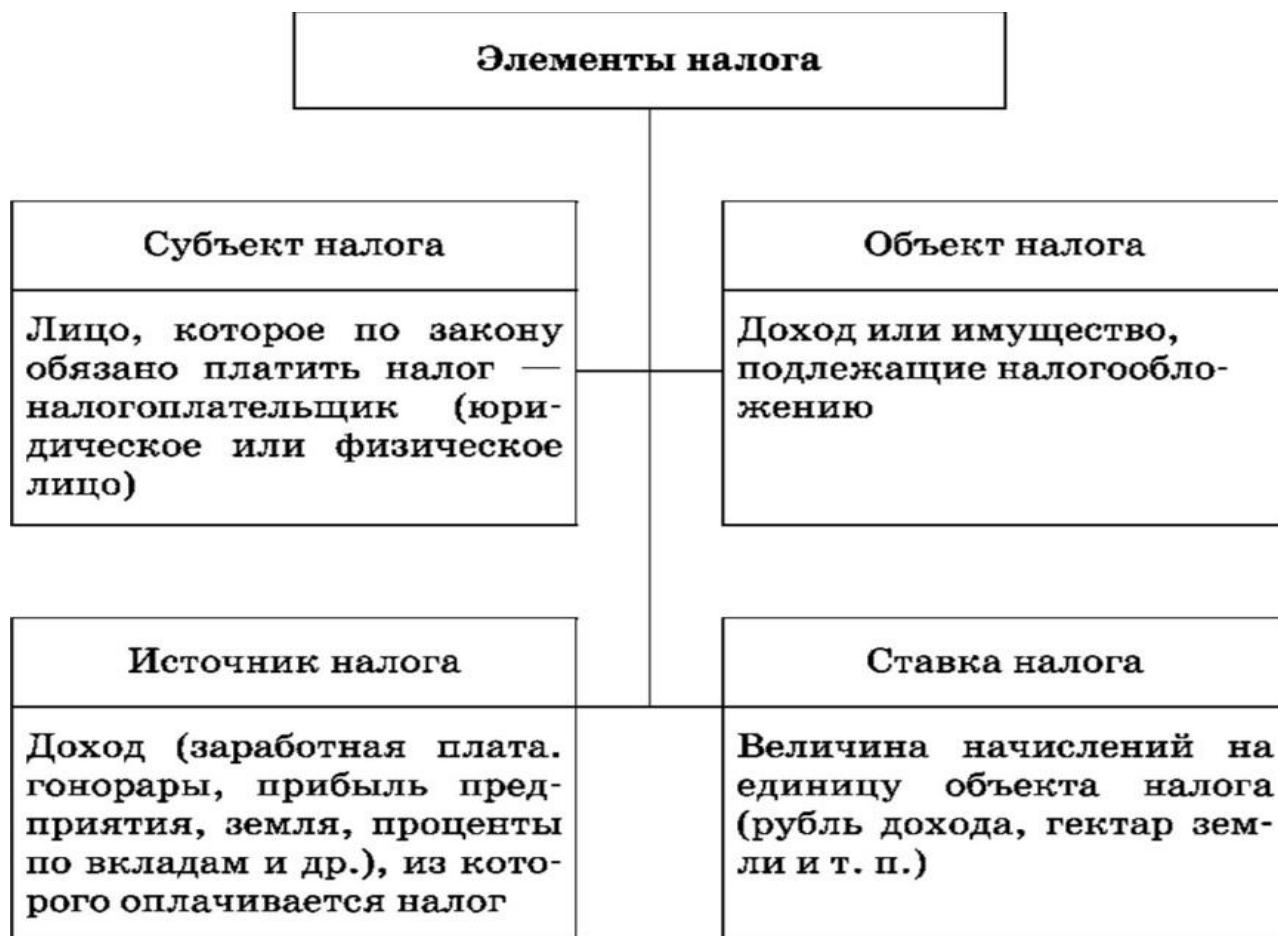 Элементы налога
Субъект налога
Лицо, которое по закону
обязано платить налог —
налогоплательщик (юри-
дическое или физическое
лицо)
Объект налога
Доход или имущество,
подлежащие налогообло-
жению
Источник налога
Доход (заработная плата.
гонорары, прибыль пред-
приятия, земля, проценты
по вкладам и др.), из кото-
рого оплачивается налог
Ставка налога
Величина начислений на
единицу объекта налога
(рубль дохода, гектар зем-
ли и т. п.)